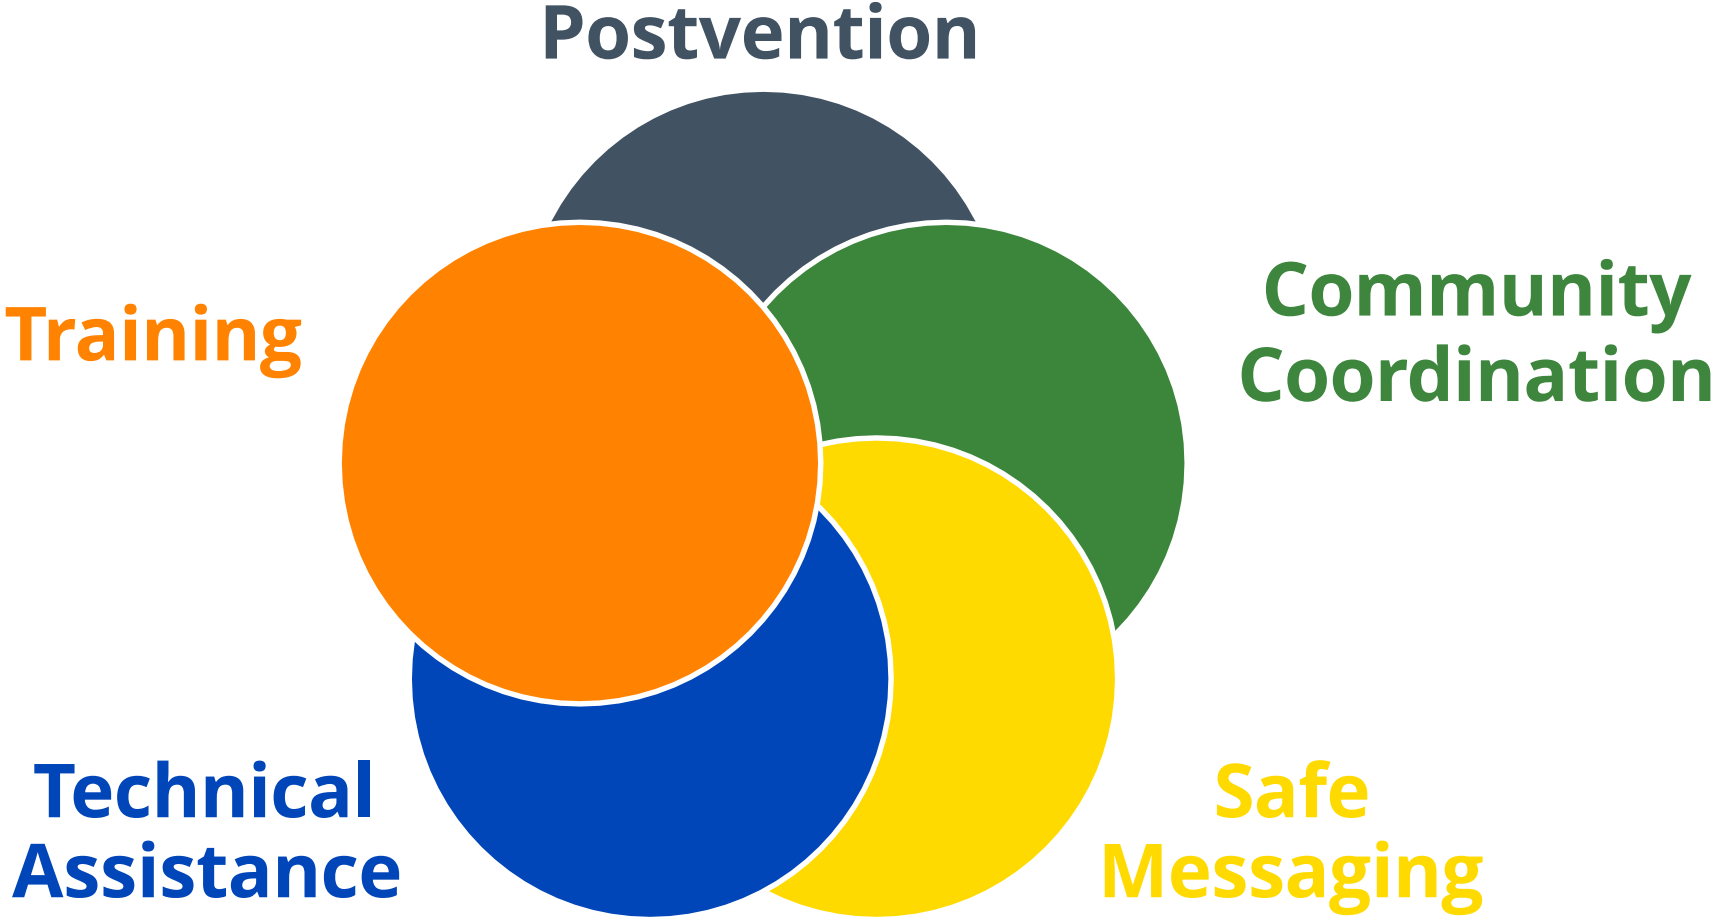 Postvention
Community
Coordination
Training
Technical
Assistance
Safe
Messaging